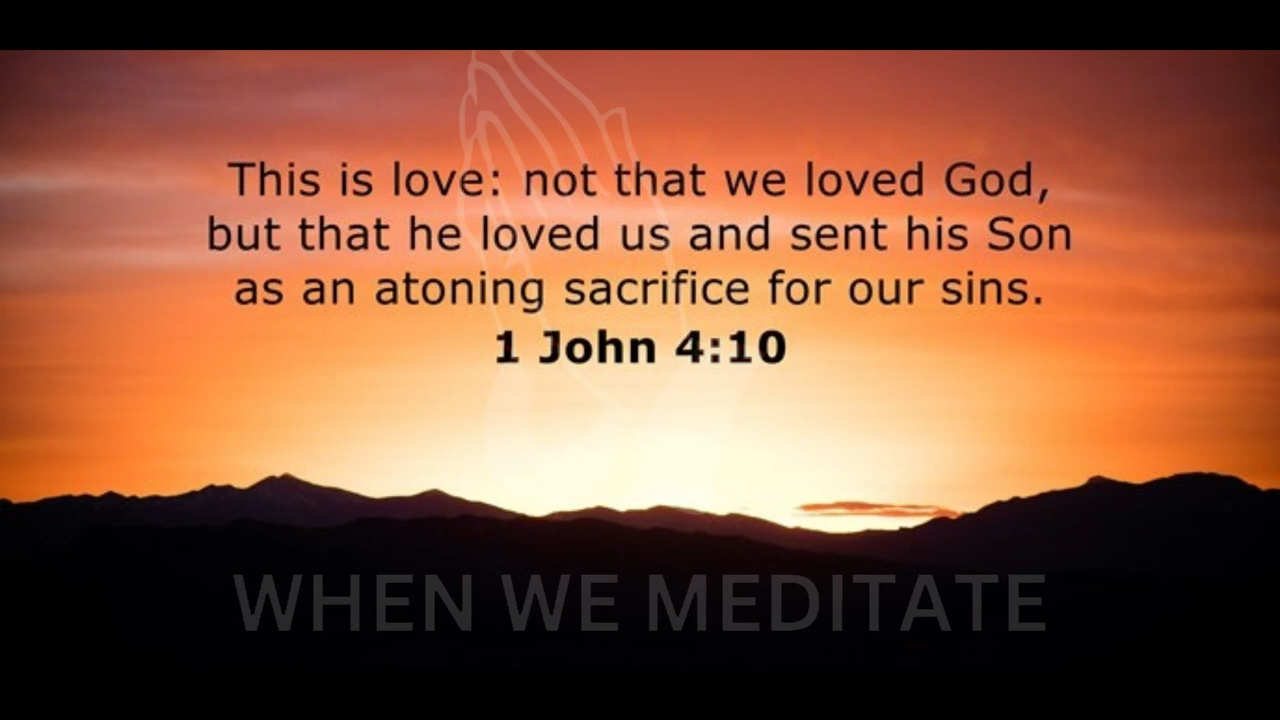 This is love: not that we loved God,
but that he loved us and sent his Son
as an atoning sacrifice for our sins.
1 John 4:10
WHEN WE MEDITATE